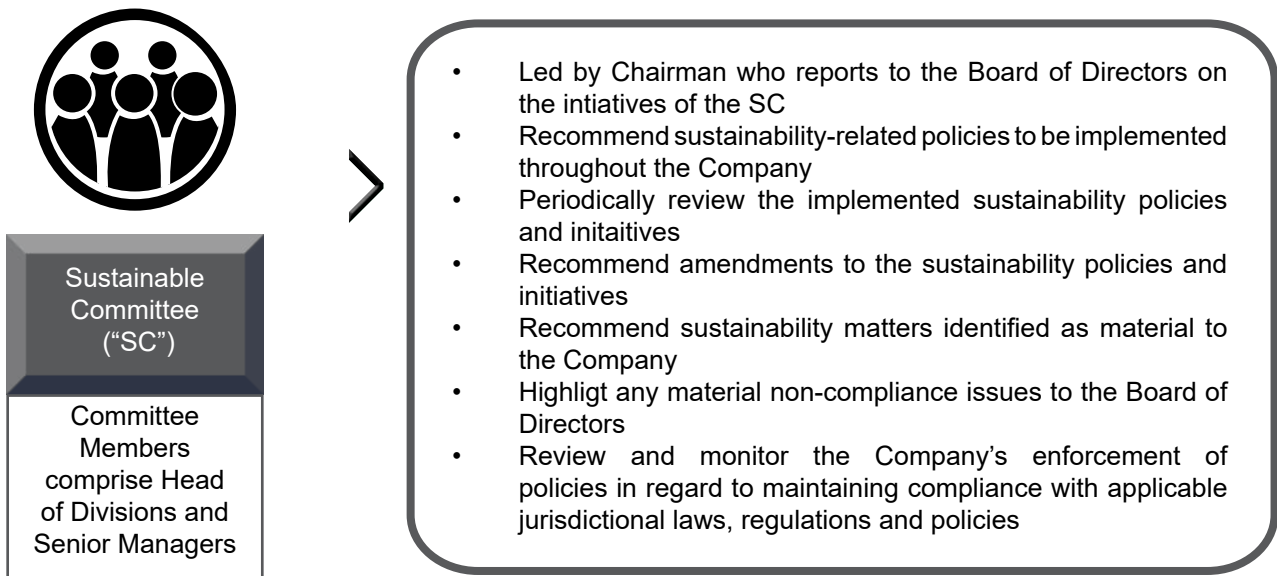 Sustainable
Committee
(“SC”)
Committee
Members
comprise Head
of Divisions and
Senior Managers
• Led by Chairman who reports to the Board of Directors on
the intiatives of the SC
• Recommend sustainability-related policies to be implemented
throughout the Company
• Periodically review the implemented sustainability policies
and initaitives
• Recommend amendments to the sustainability policies and
initiatives
• Recommend sustainability matters identified as material to
the Company
• Highligt any material non-compliance issues to the Board of
Directors
• Review and monitor the Company’s enforcement of
policies in regard to maintaining compliance with applicable
jurisdictional laws, regulations and policies